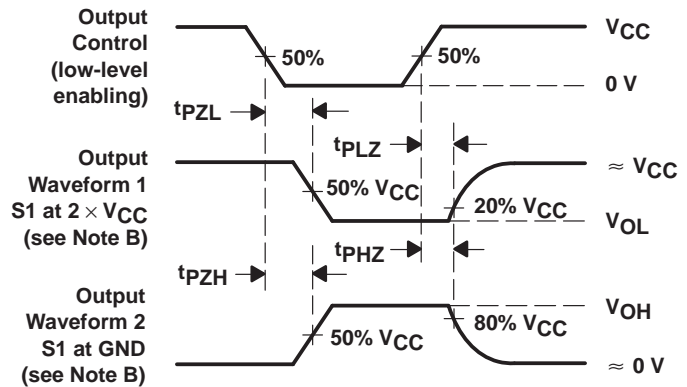 Output
Control
(low-level
enabling)
50%
50%
VCC
0 V
tPZL
tPLZ
Output
Waveform 1
S1 at 2 × VCC
(see Note B)
50% VCC
20% VCC
≈ VCC
VOL
tPZH
tPHZ
Output
Waveform 2
S1 at GND
(see Note B)
50% VCC
80% VCC
VOH
≈ 0 V